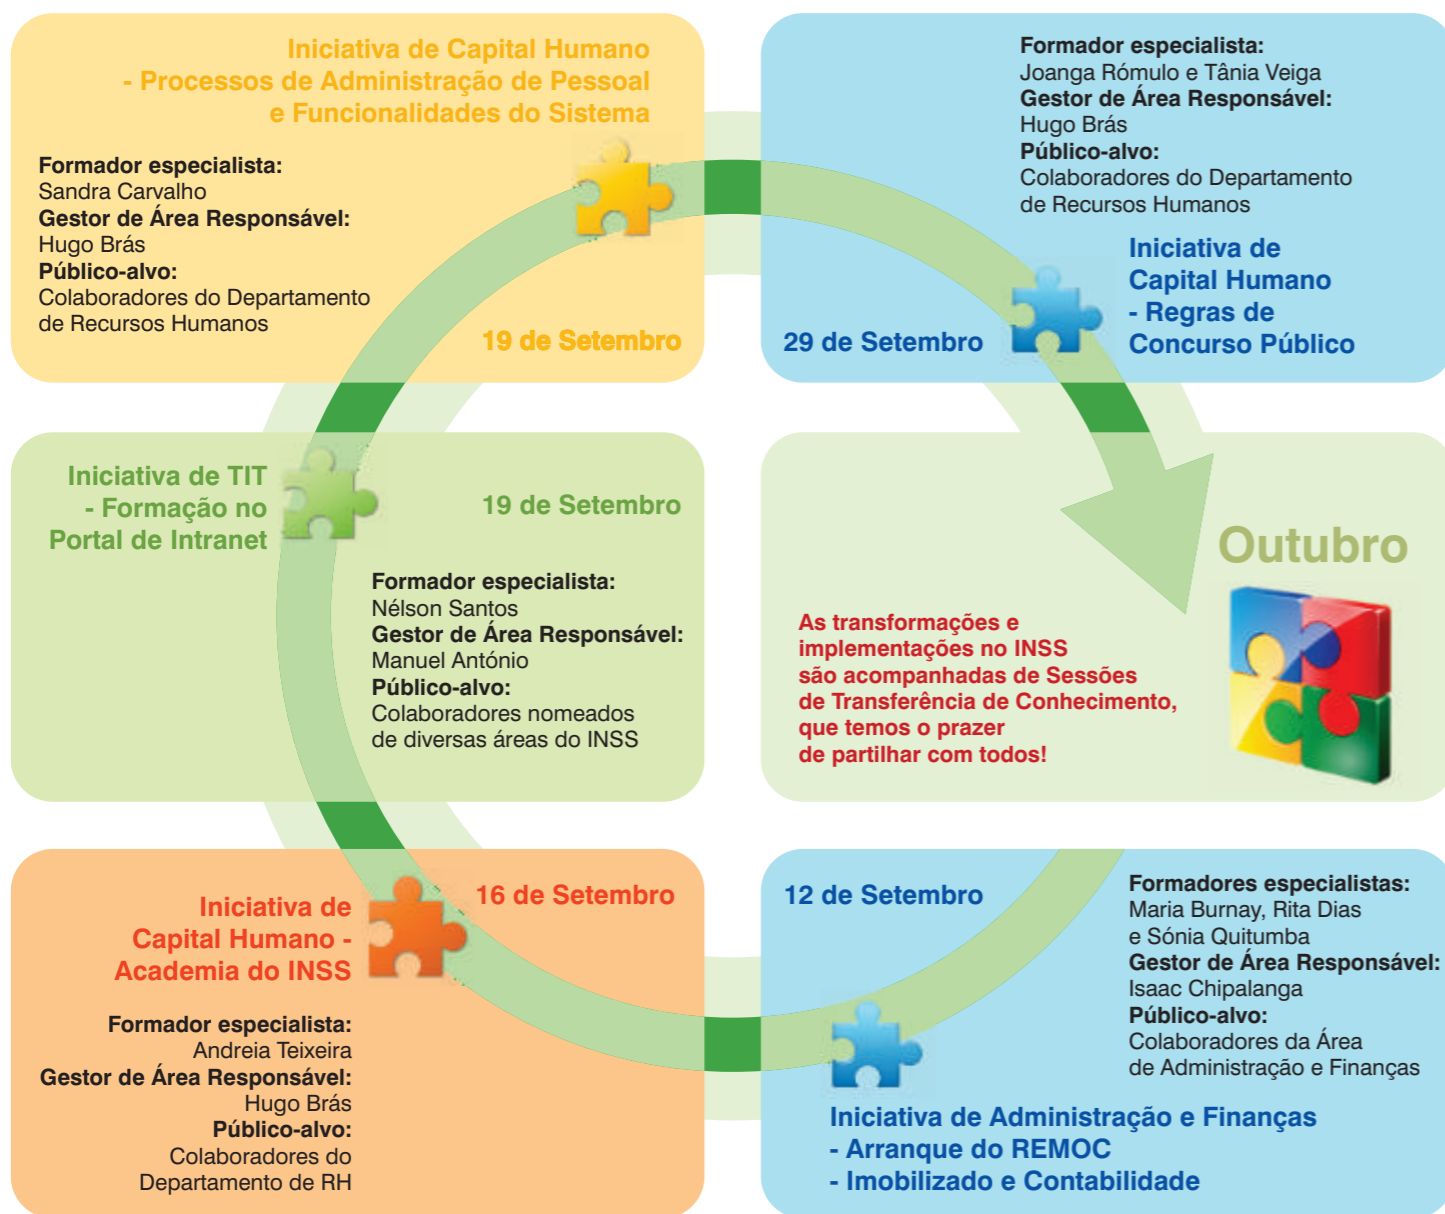 Iniciativa de Capital Humano
- Processos de Administração de Pessoal
e Funcionalidades do Sistema
Formador especialista:
Sandra Carvalho
Gestor de Área Responsável:
Hugo Brás
Público-alvo:
Colaboradores do Departamento
de Recursos Humanos
19 de Setembro
Formador especialista:
Joanga Rómulo e Tânia Veiga
Gestor de Área Responsável:
Hugo Brás
Público-alvo:
Colaboradores do Departamento
de Recursos Humanos
29 de Setembro
Iniciativa de
Capital Humano
- Regras de
Concurso Público
Iniciativa de TIT
- Formação no
Portal de Intranet
19 de Setembro
Formador especialista:
Nélson Santos
Gestor de Área Responsável:
Manuel António
Público-alvo:
Colaboradores nomeados
de diversas áreas do INSS
Outubro
As transformações e
implementações no INSS
são acompanhadas de Sessões
de Transferência de Conhecimento,
que temos o prazer
de partilhar com todos!
Iniciativa de
Capital Humano -
Academia do INSS
16 de Setembro
Formador especialista:
Andreia Teixeira
Gestor de Área Responsável:
Hugo Brás
Público-alvo:
Colaboradores do
Departamento de RH
12 de Setembro
Formadores especialistas:
Maria Burnay, Rita Dias
e Sónia Quitumba
Gestor de Área Responsável:
Isaac Chipalanga
Público-alvo:
Colaboradores da Área
de Administração e Finanças
Iniciativa de Administração e Finanças
- Arranque do REMOC
- Imobilizado e Contabilidade